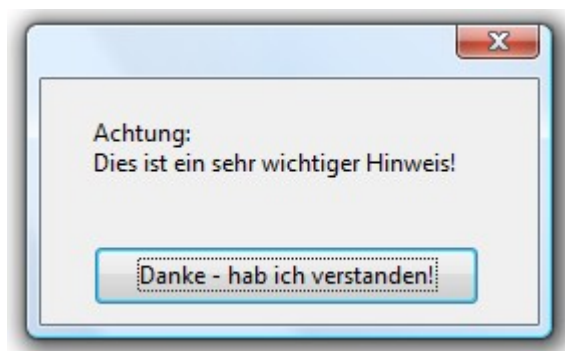 Achtung:
Dies ist ein sehr wichtiger Hinweis!
Danke - hab ich verstanden!